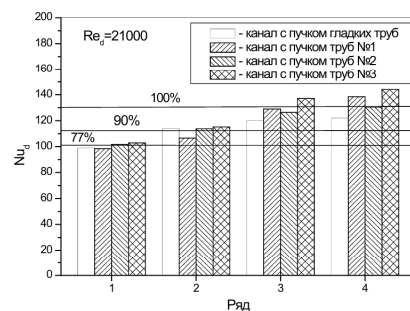 Re_d=21000
- канал с пучком гладких труб
- канал с пучком труб №1
- канал с пучком труб №2
- канал с пучком труб №3
200
180
160
140
120
100
80
60
40
20
0
Nu_d
100%
90%
77%
1 2 3 4
Ряд